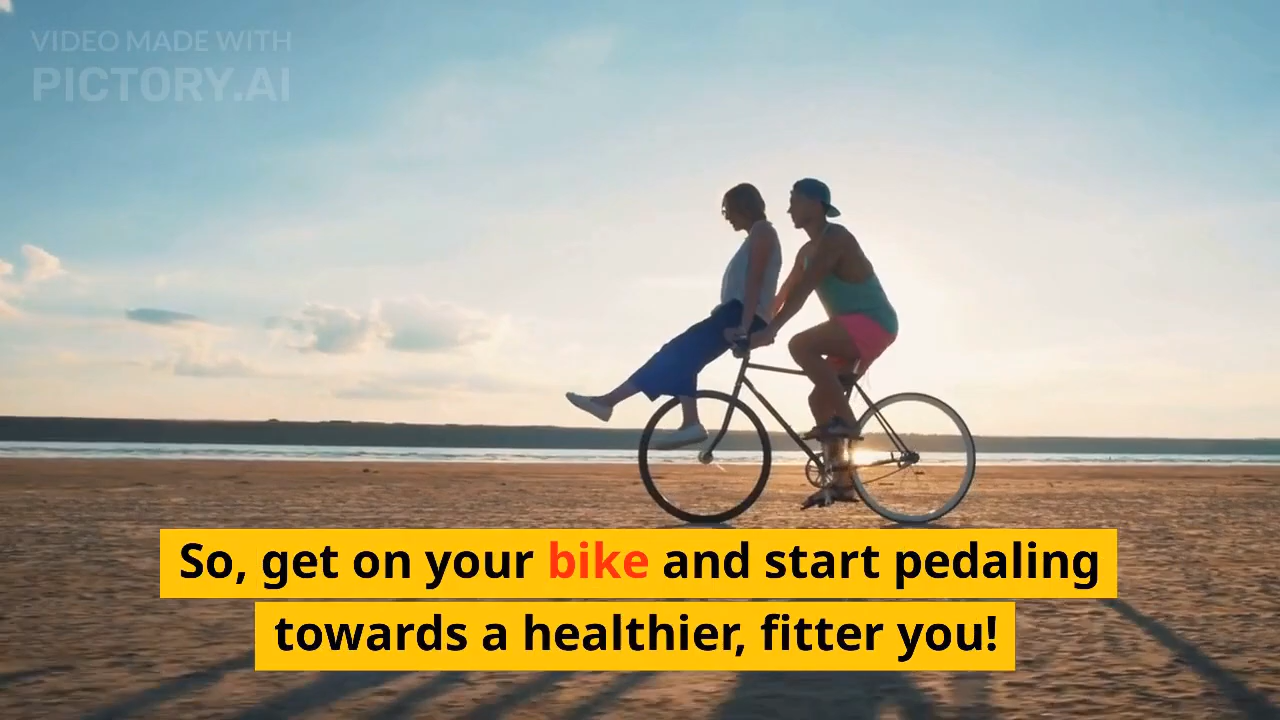 VIDEO MADE WITH
PICTORY.AI
So, get on your bike and start pedaling
towards a healthier, fitter you!